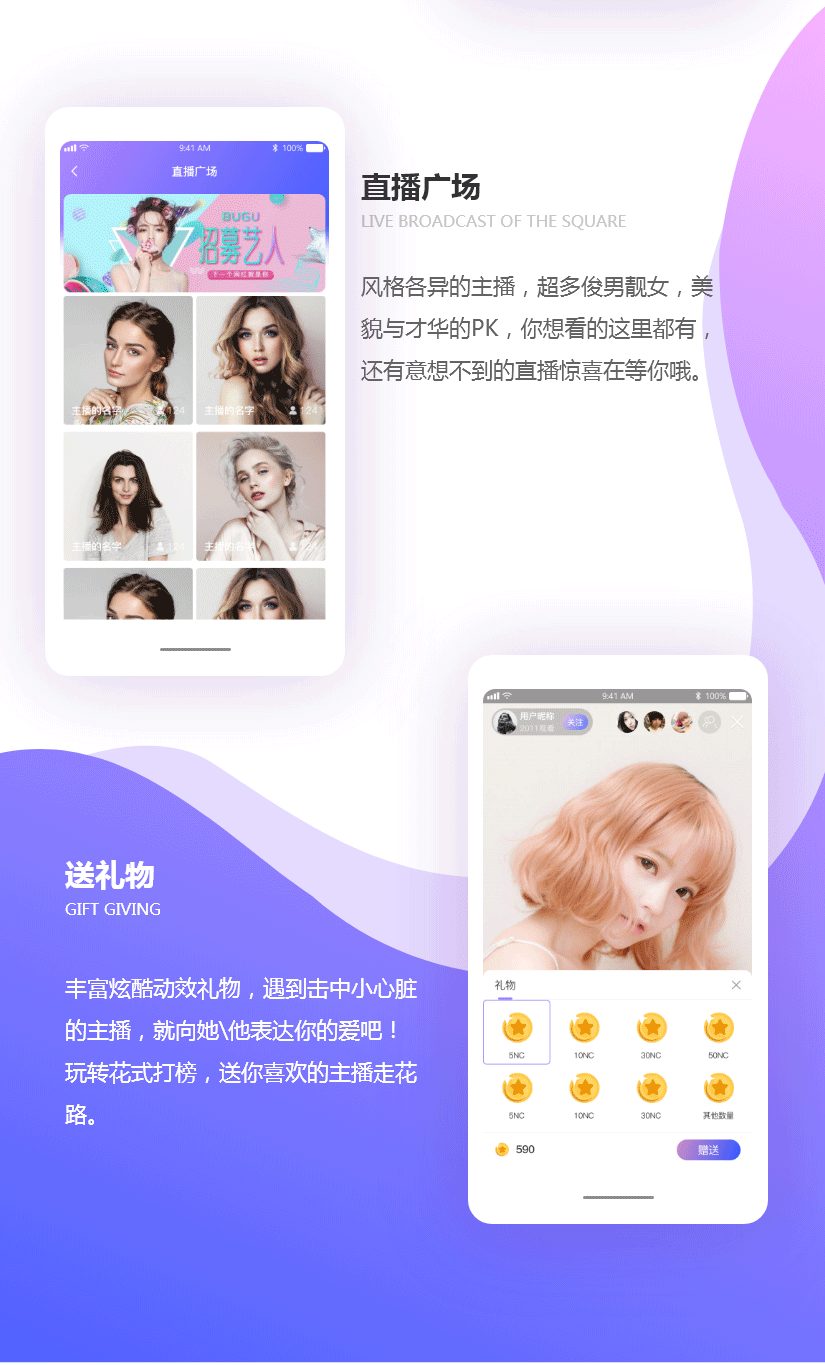 9:41 AM
100%
直播广场
BUGU
招募艺人
下一个网红就是你
主播的名字 124
主播的名字 124
主播的名字 124
主播的名字 124
直播广场
LIVE BROADCAST OF THE SQUARE
风格各异的主播，超多俊男靓女，美
貌与才华的PK，你想看的这里都有，
还有意想不到的直播惊喜在等你哦。
送礼物
GIFT GIVING
丰富炫酷动效礼物，遇到击中小心脏
的主播，就向她\他表达你的爱吧！
玩转花式打榜，送你喜欢的主播走花
路。
9:41 AM
100%
用户昵称
2011观看
关注
礼物
5NC 10NC 30NC 50NC
5NC 10NC 30NC 其他数量
590
赠送